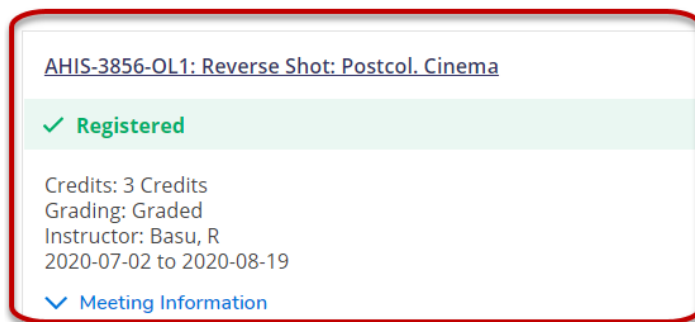 AHIS-3856-OL1: Reverse Shot: Postcol. Cinema
Registered
Credits: 3 Credits
Grading: Graded
Instructor: Basu, R
2020-07-02 to 2020-08-19
Meeting Information